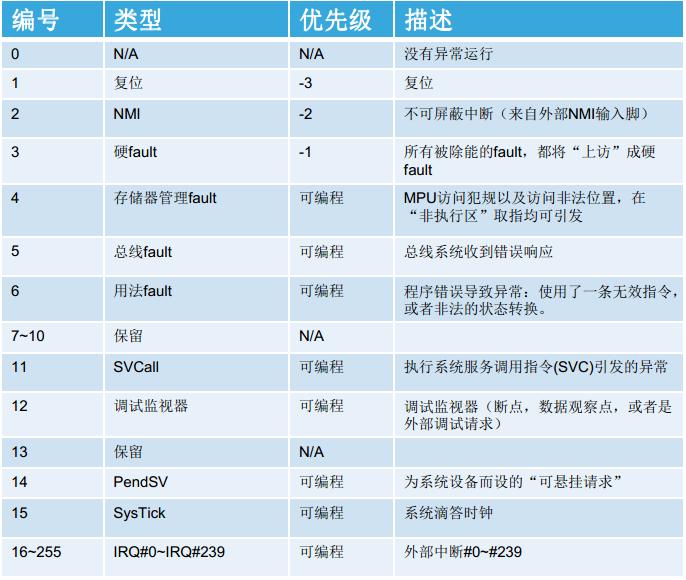 编号 类型 优先级 描述
0 N/A N/A 没有异常运行
1 复位 -3 复位
2 NMI -2 不可屏蔽中断（来自外部NMI输入脚）
3 硬fault -1 所有被除能的fault，都将“上访”成硬
fault
4 存储器管理fault 可编程 MPU访问犯规以及访问非法位置，在
“非执行区”取指均可引发
5 总线fault 可编程 总线系统收到错误响应
6 用法fault 可编程 程序错误导致异常：使用了一条无效指令，
或者非法的状态转换。
7~10 保留 N/A
11 SVCall 可编程 执行系统服务调用指令(SVC)引发的异常
12 调试监视器 可编程 调试监视器（断点，数据观察点，或者是
外部调试请求）
13 保留 N/A
14 PendSV 可编程 为系统设备而设的“可悬挂请求”
15 SysTick 可编程 系统滴答时钟
16~255 IRQ#0~IRQ#239 可编程 外部中断#0~#239